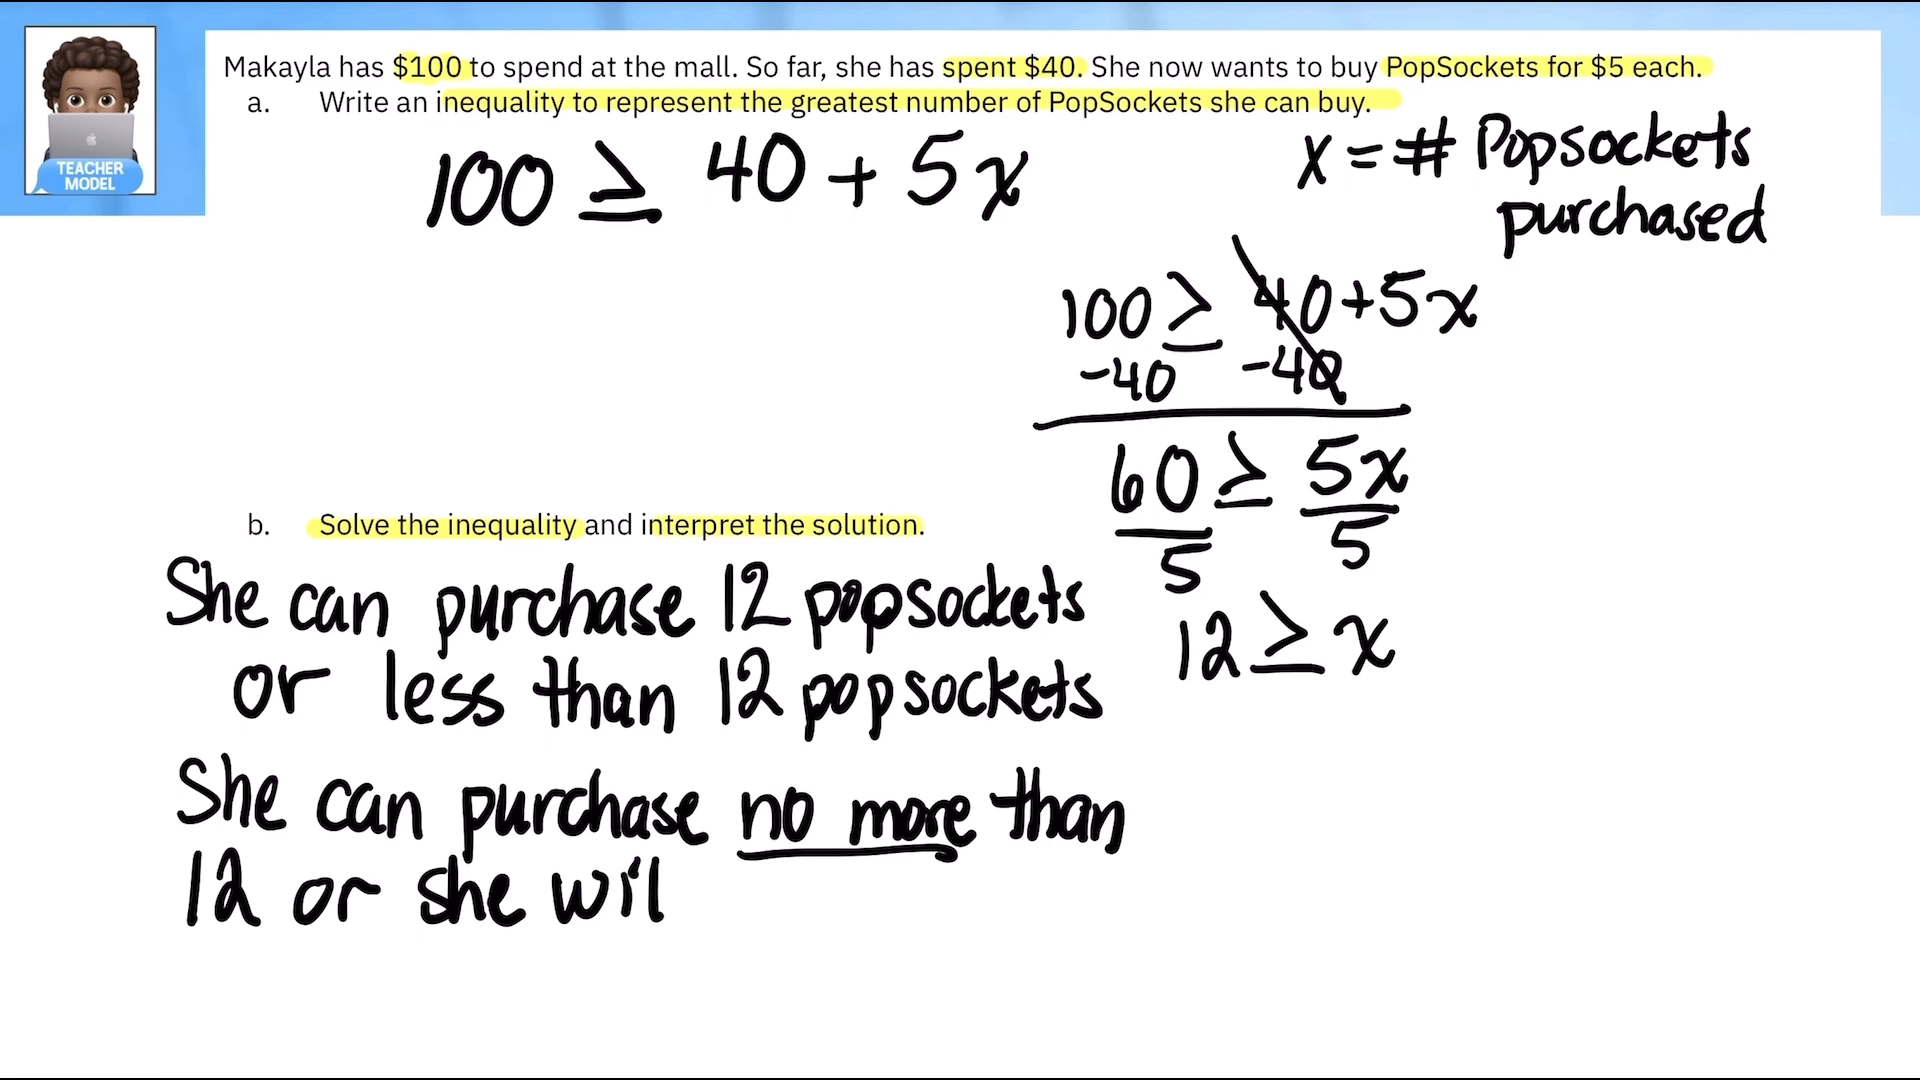 Makayla has $100 to spend at the mall. So far, she has spent $40. She now wants to buy PopSockets for $5 each.
a. Write an inequality to represent the greatest number of PopSockets she can buy.
TEACHER
MODEL
100 ≥ 40 + 5x
x = # Popsockets
purchased
100 ≥ 40+5x
-40 -40
60 ≥ 5x
5 5
12 ≥ x
b. Solve the inequality and interpret the solution.
She can purchase 12 popsockets
or less than 12 popsockets
She can purchase no more than
12 or she wil